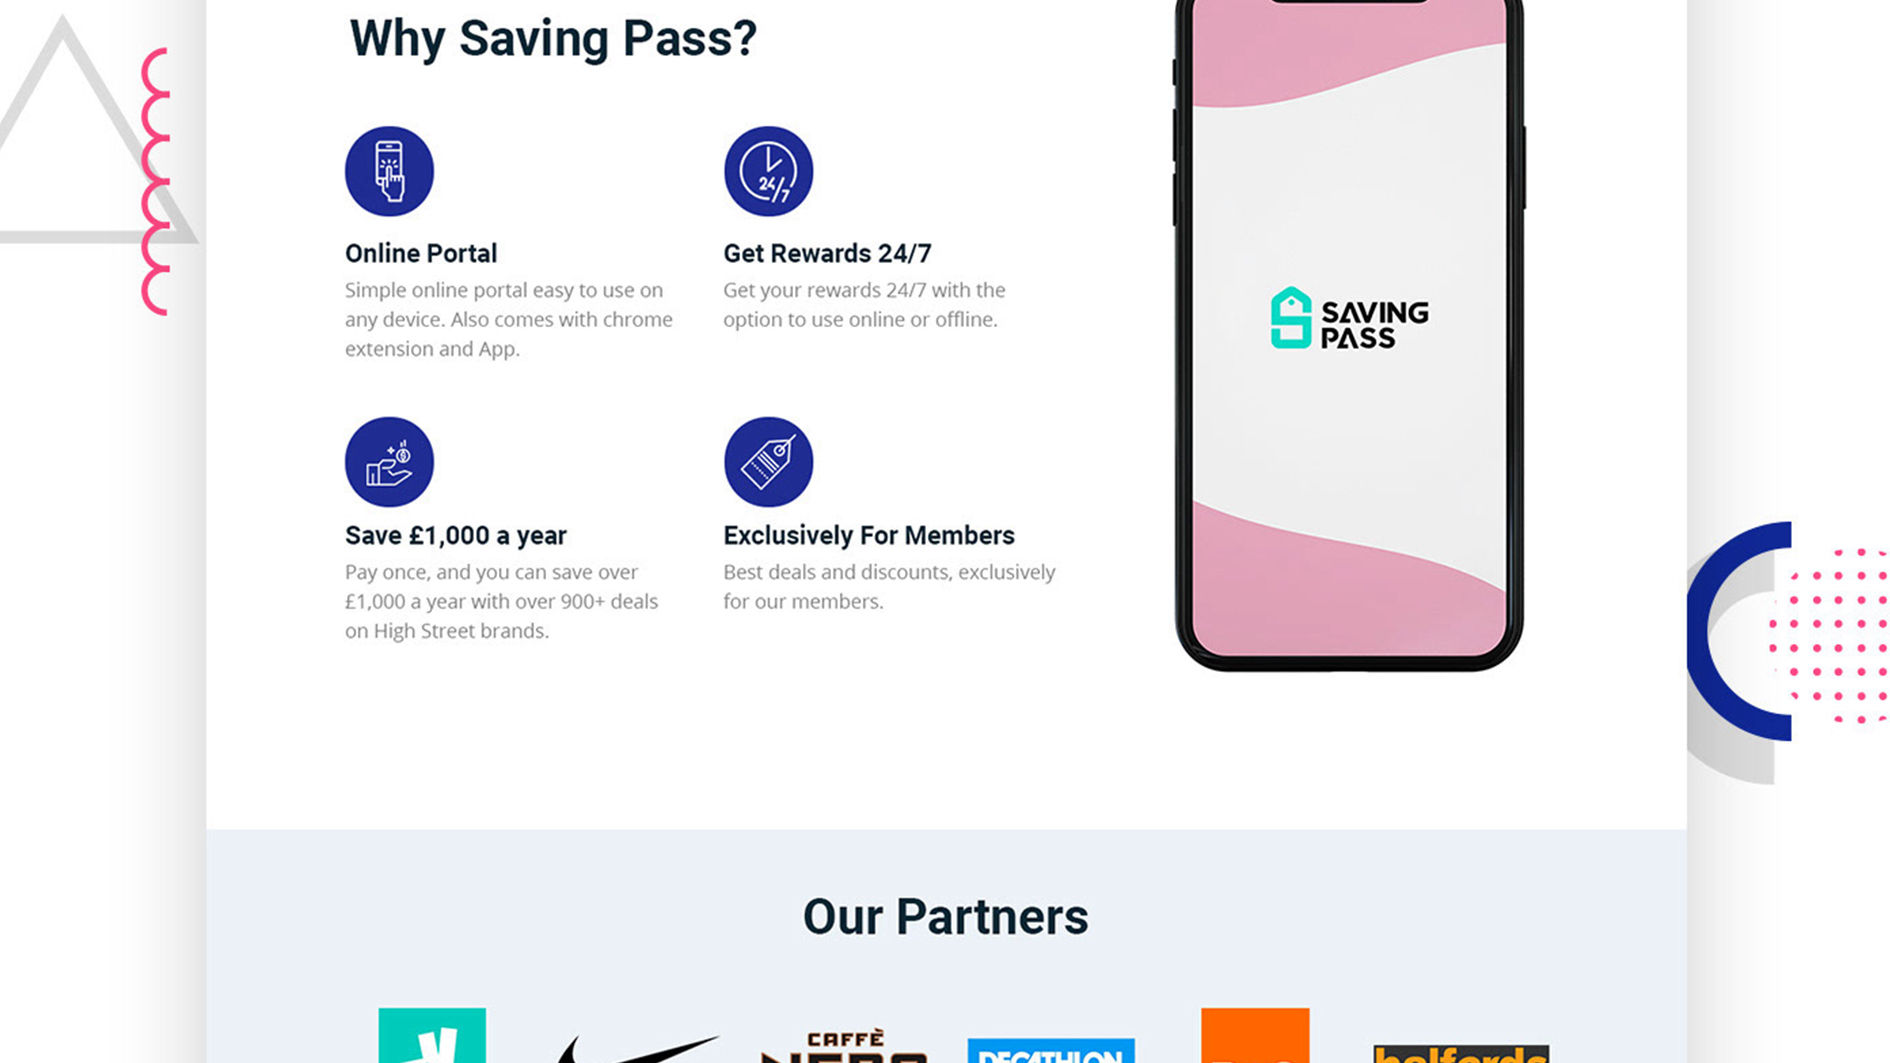 Why Saving Pass?
24/7
Online Portal
Simple online portal easy to use on
any device. Also comes with chrome
extension and App.
Get Rewards 24/7
Get your rewards 24/7 with the
option to use online or offline.
Save £1,000 a year
Pay once, and you can save over
£1,000 a year with over 900+ deals
on High Street brands.
Exclusively For Members
Best deals and discounts, exclusively
for our members.
SAVING
PASS
Our Partners
CAFFÈ
NERO
DECATHLON
halfords